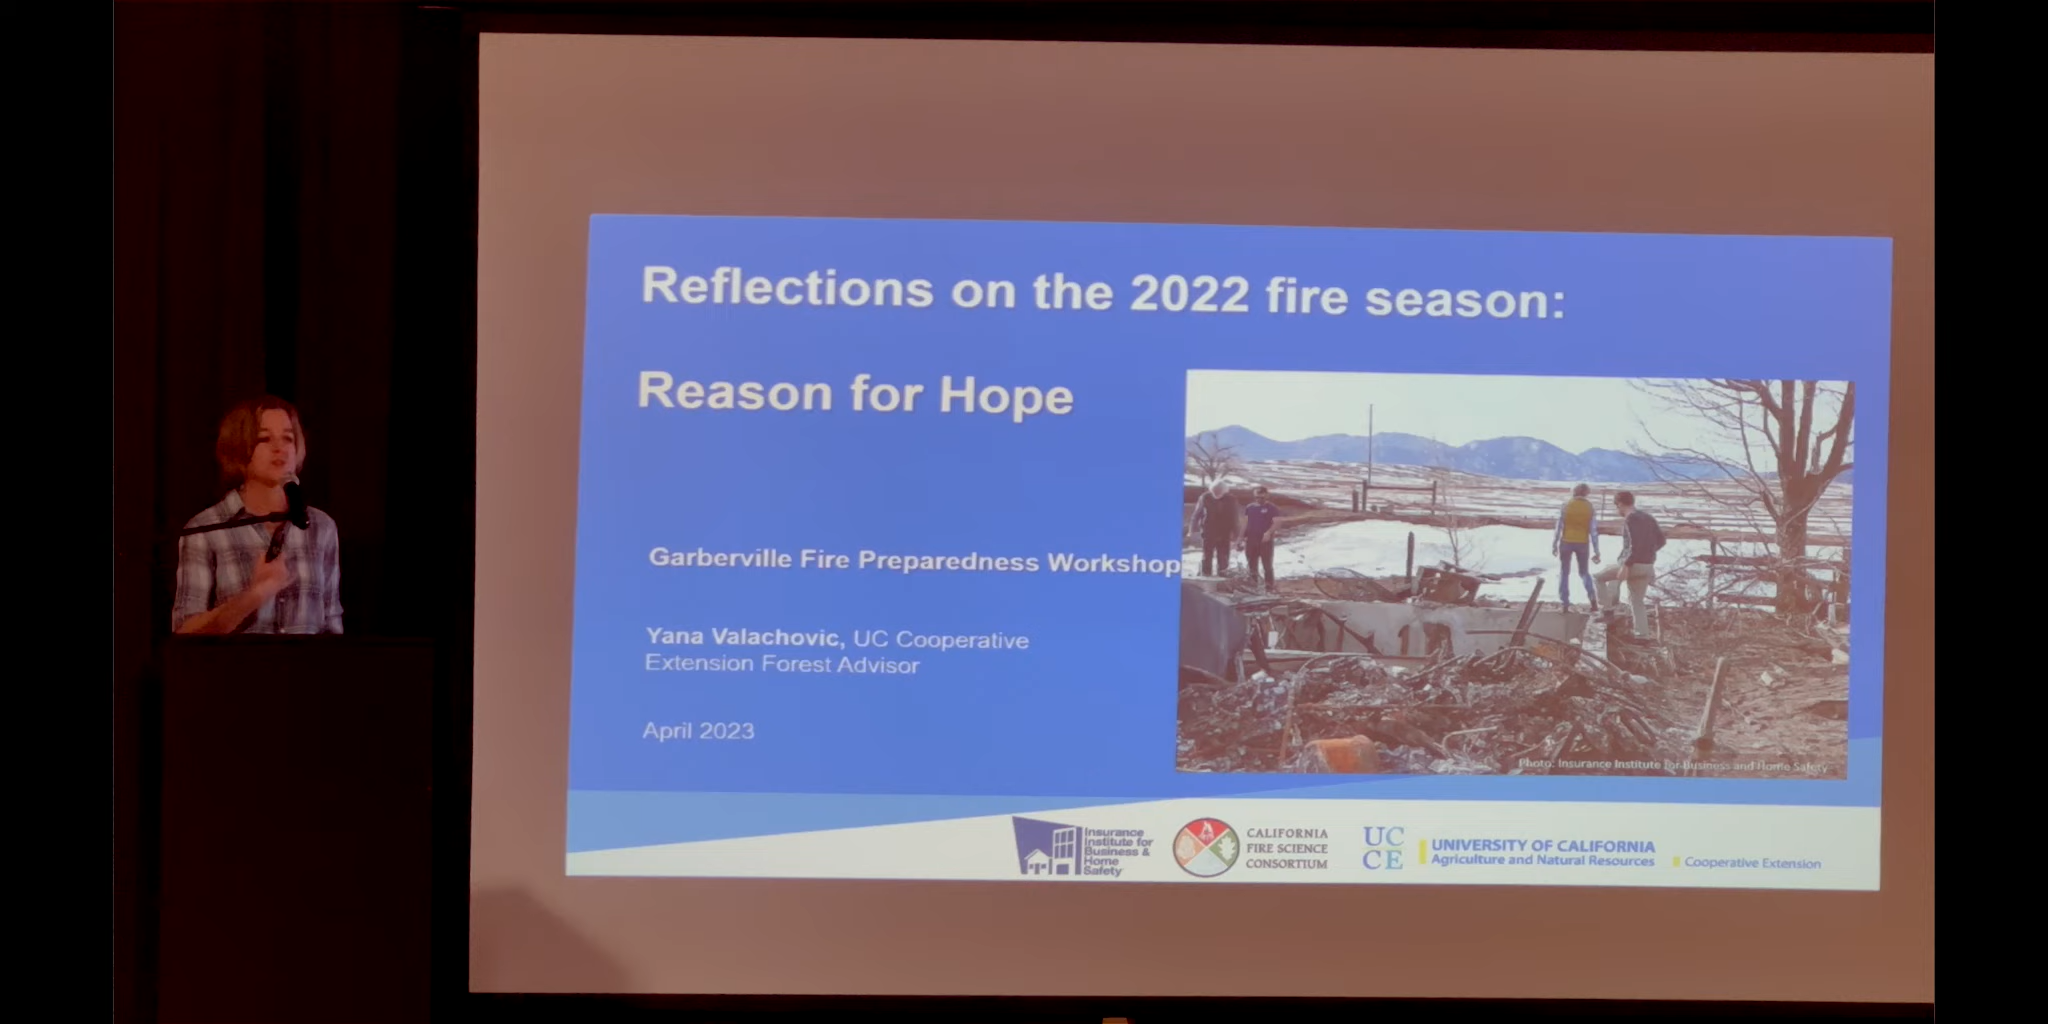 Reflections on the 2022 fire season:
Reason for Hope
Garberville Fire Preparedness Workshop
Yana Valachovic, UC Cooperative
Extension Forest Advisor
April 2023
Photo: Insurance Institute for Business and Home Safety
Insurance
Institute for
Business &
Home
Safety
CALIFORNIA
FIRE SCIENCE
CONSORTIUM
UC
CE
UNIVERSITY OF CALIFORNIA
Agriculture and Natural Resources
Cooperative Extension